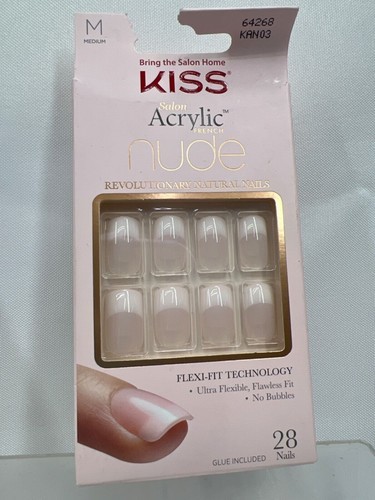 M
MEDIUM
64268
KAN03
Bring the Salon Home
KISS
Salon
Acrylic™
FRENCH
nude
REVOLUTIONARY NATURAL NAILS
FLEXI-FIT TECHNOLOGY
• Ultra Flexible, Flawless Fit
• No Bubbles
28
Nails
GLUE INCLUDED